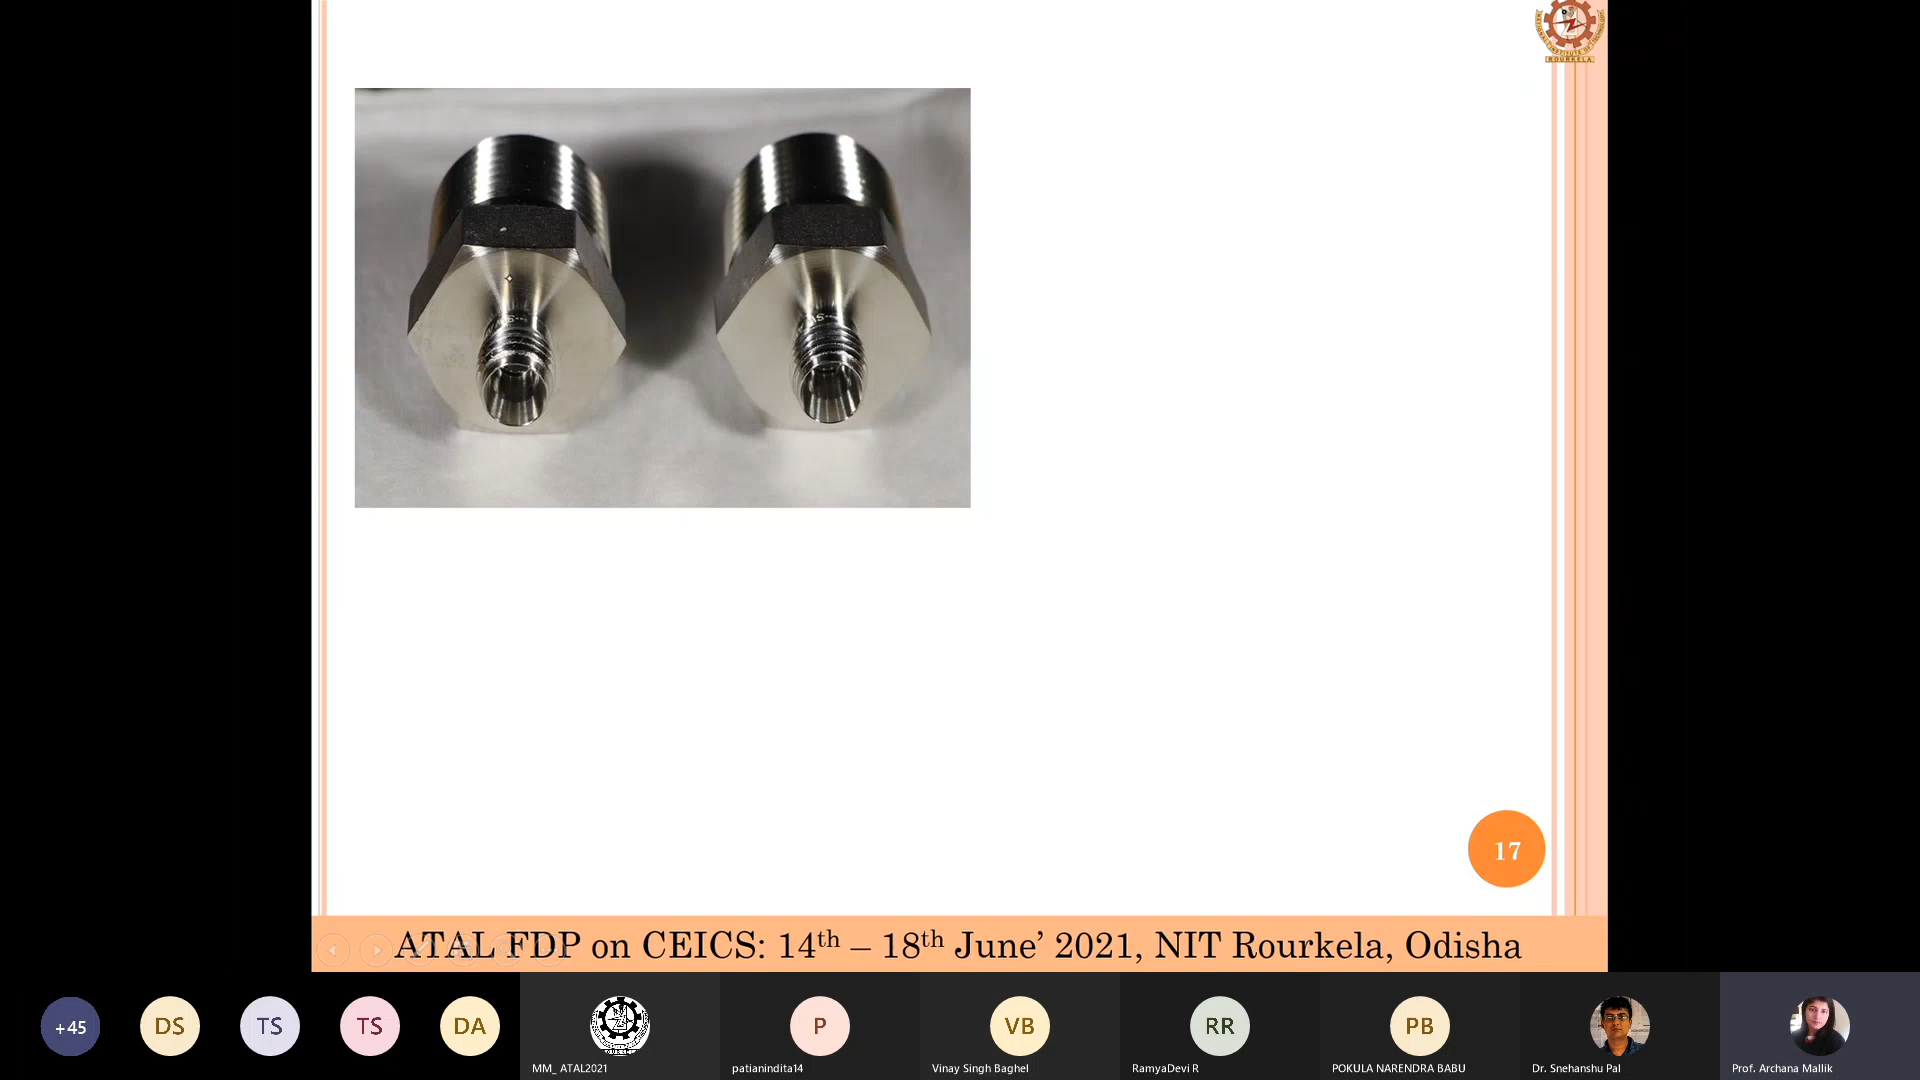 ROURKELA
17
ATAL FDP on CEICS: 14th – 18th June’ 2021, NIT Rourkela, Odisha
+45
DS
TS
TS
DA
P
VB
RR
PB
MM_ ATAL2021
patianindita14
Vinay Singh Baghel
RamyaDevi R
POKULA NARENDRA BABU
Dr. Snehanshu Pal
Prof. Archana Mallik